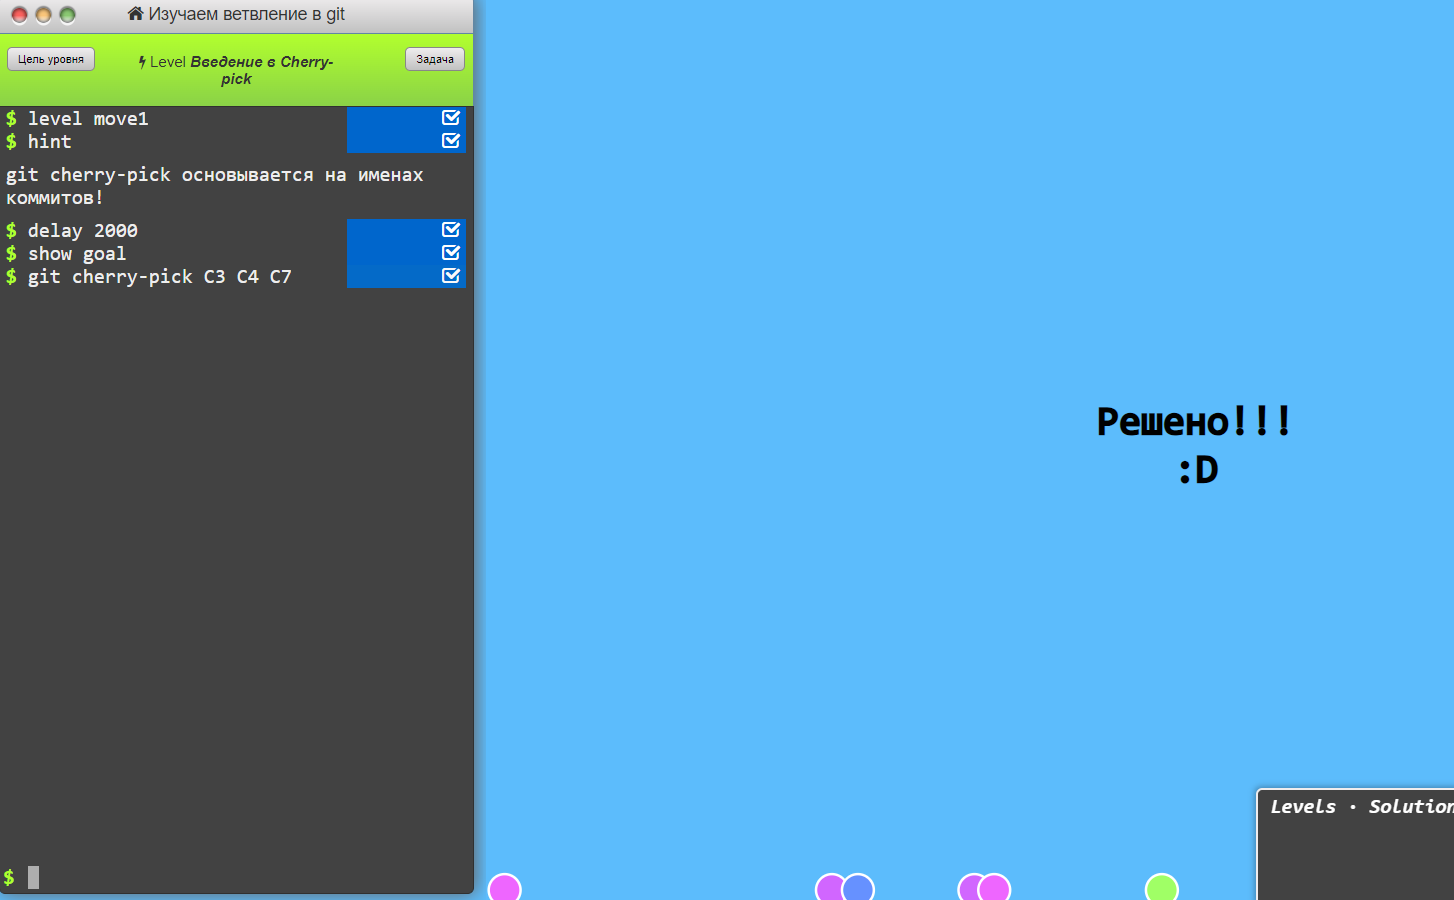 Изучаем ветвление в git
Цель уровня
Level Введение в Cherry-
pick
Задача
$ level move1
$ hint
git cherry-pick основывается на именах
коммитов!
$ delay 2000
$ show goal
$ git cherry-pick C3 C4 C7
Решено!!!
:D
Levels · Solution
$